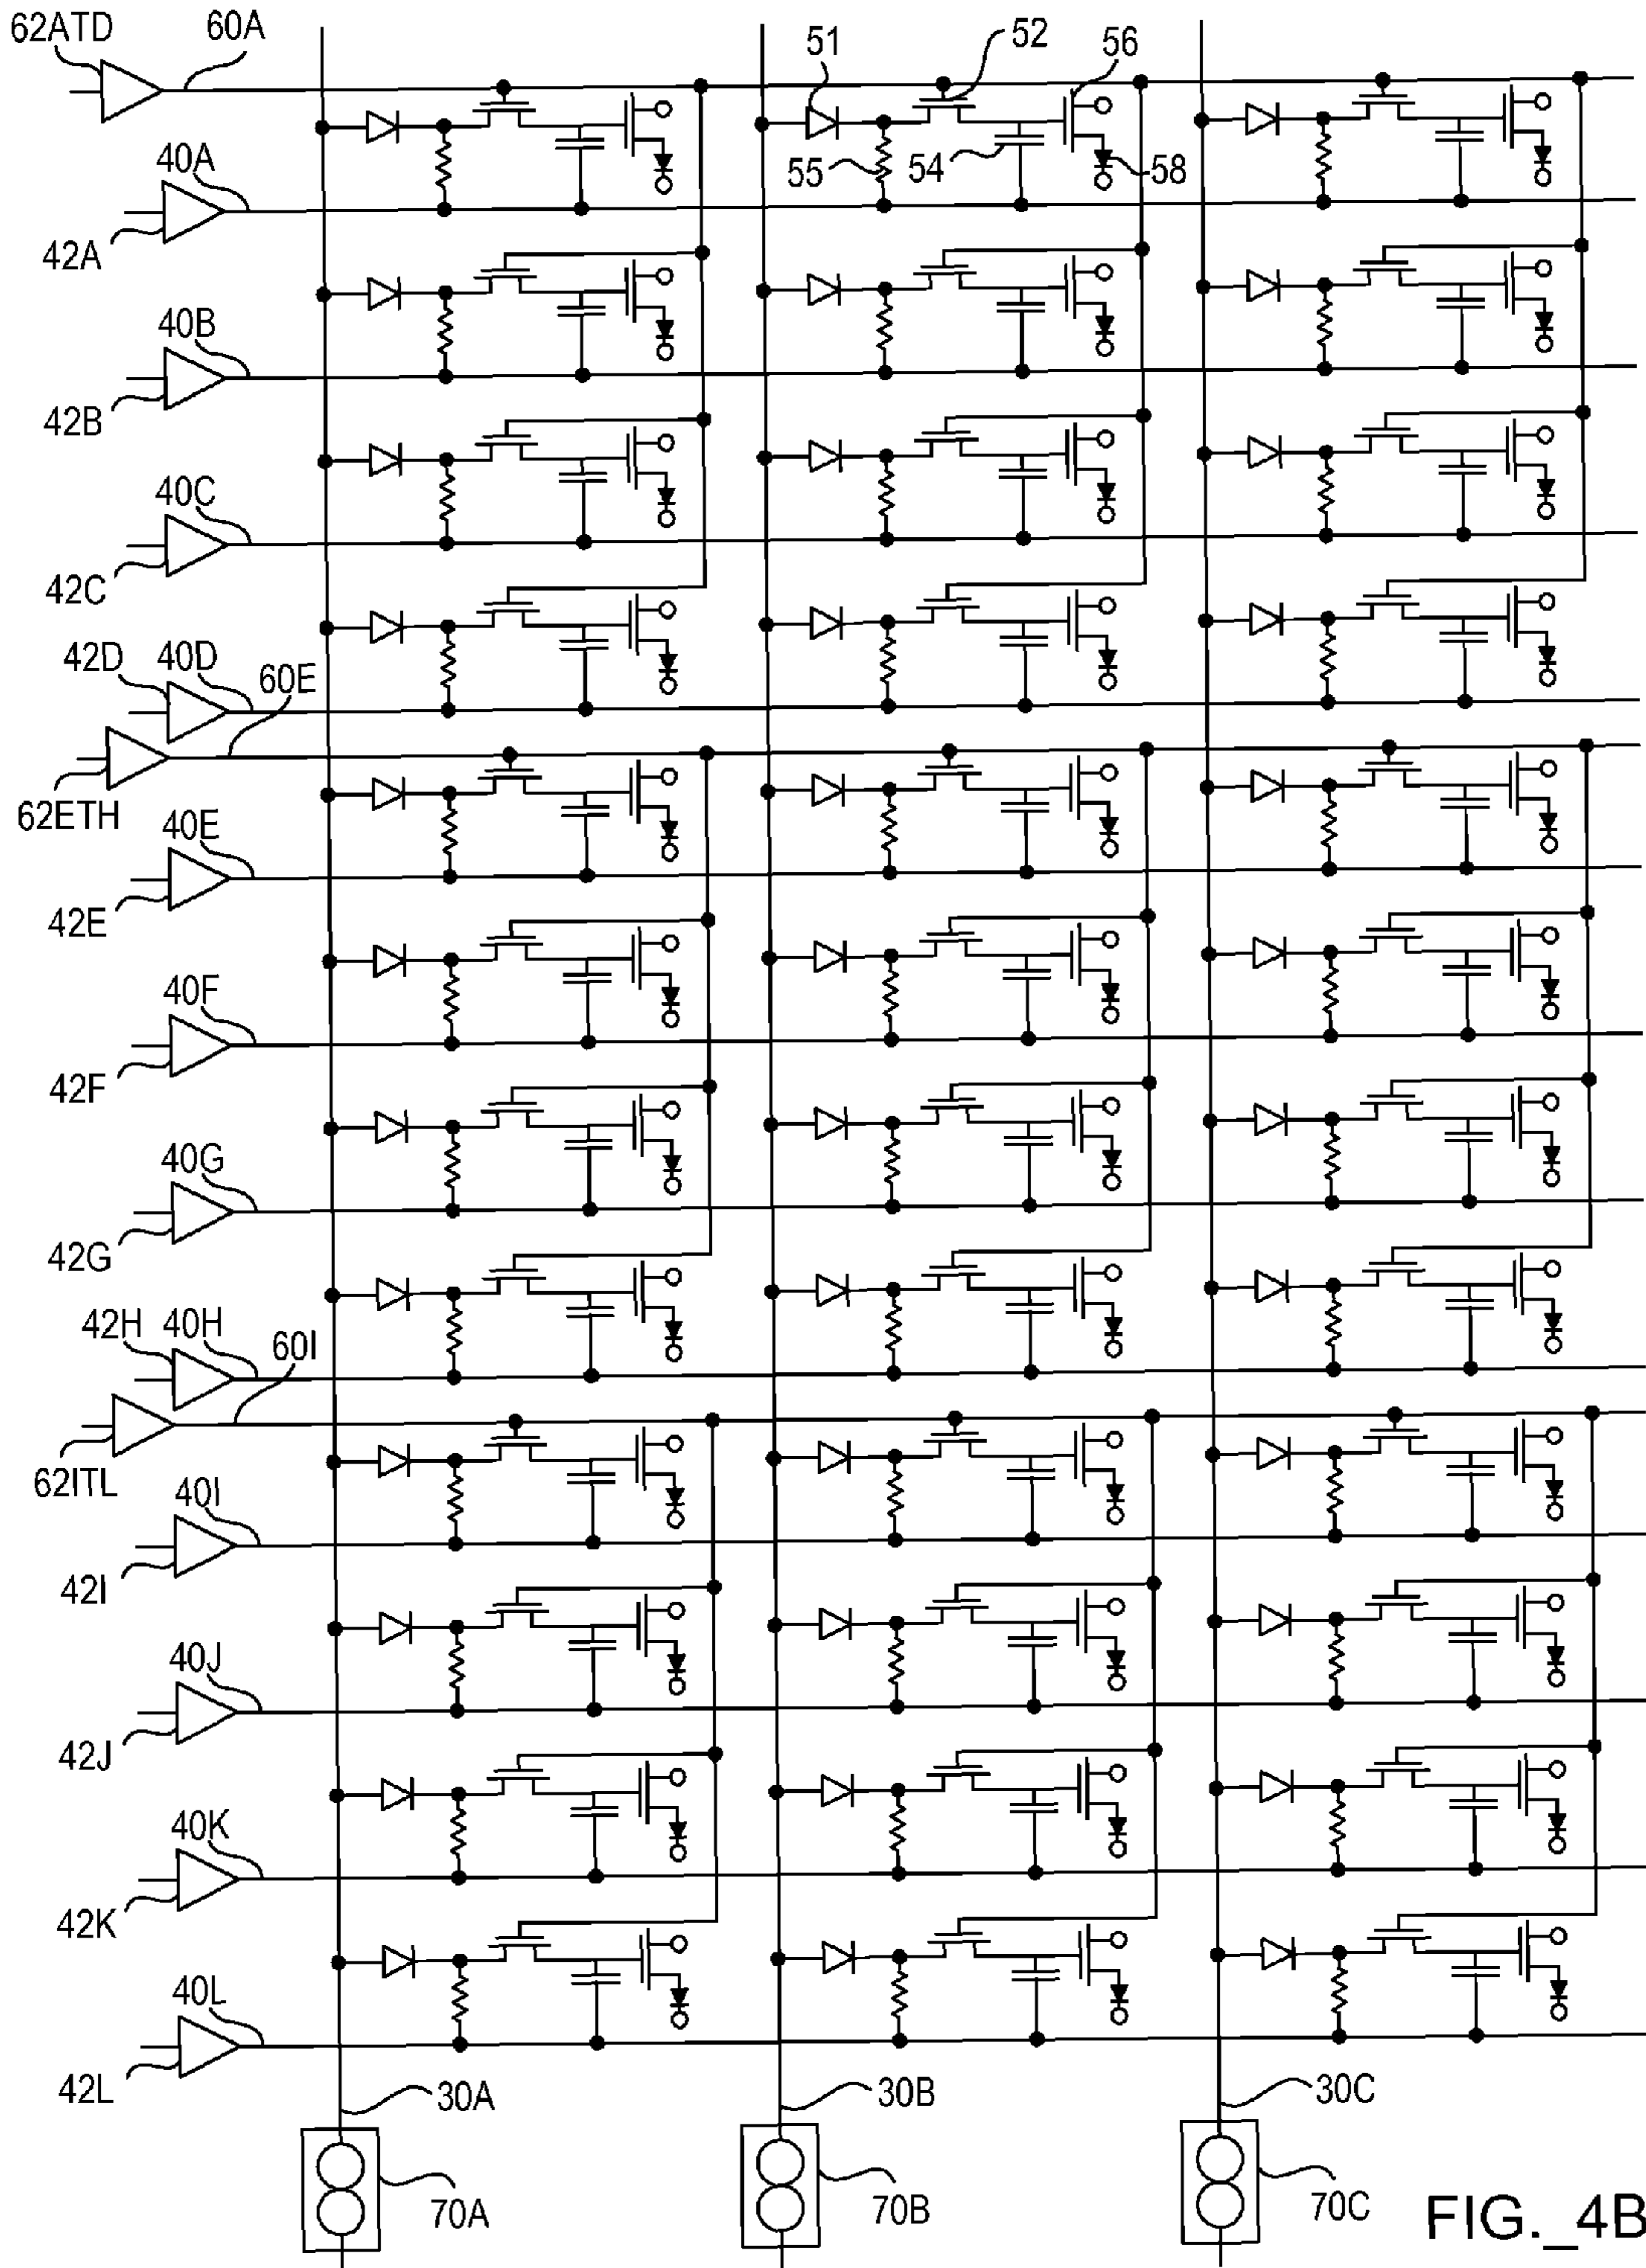 62ATD 60A 51 52 56
40A 55 54 58
42A
40B
42B
40C
42C
42D 40D 60E
62ETH 40E
42E
40F
42F
40G
42G
42H 40H 60I
62ITL 40I
42I
40J
42J
40K
42K
40L
42L 30A 30B 30C
70A 70B 70C
FIG._4B